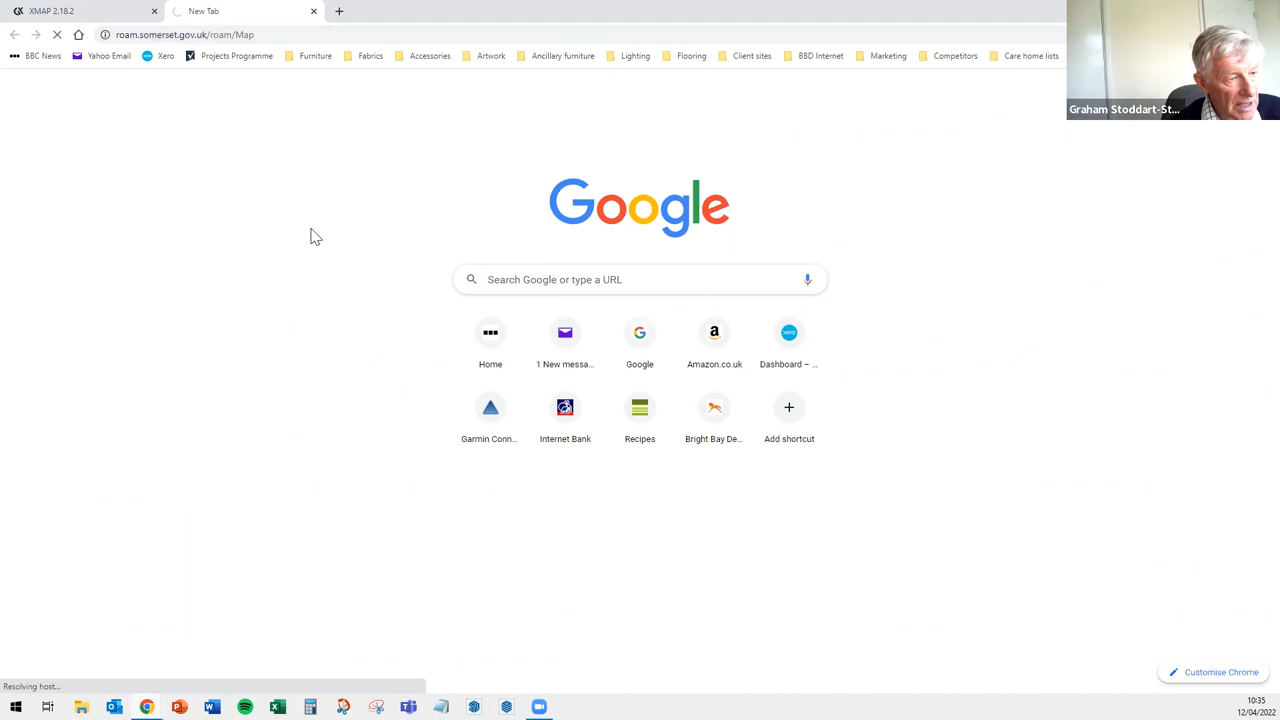 XMAP 2.18.2
New Tab
roam.somerset.gov.uk/roam/Map
BBC News Yahoo Email Xero Projects Programme Furniture Fabrics Accessories Artwork Ancillary furniture Lighting Flooring Client sites BBD Internet Marketing Competitors Care home lists
Graham Stoddart-St...
Google
Search Google or type a URL
Home 1 New messa... Google Amazon.co.uk Dashboard – ...
Garmin Conn... Internet Bank Recipes Bright Bay De... Add shortcut
Customise Chrome
Resolving host...
10:35
12/04/2022